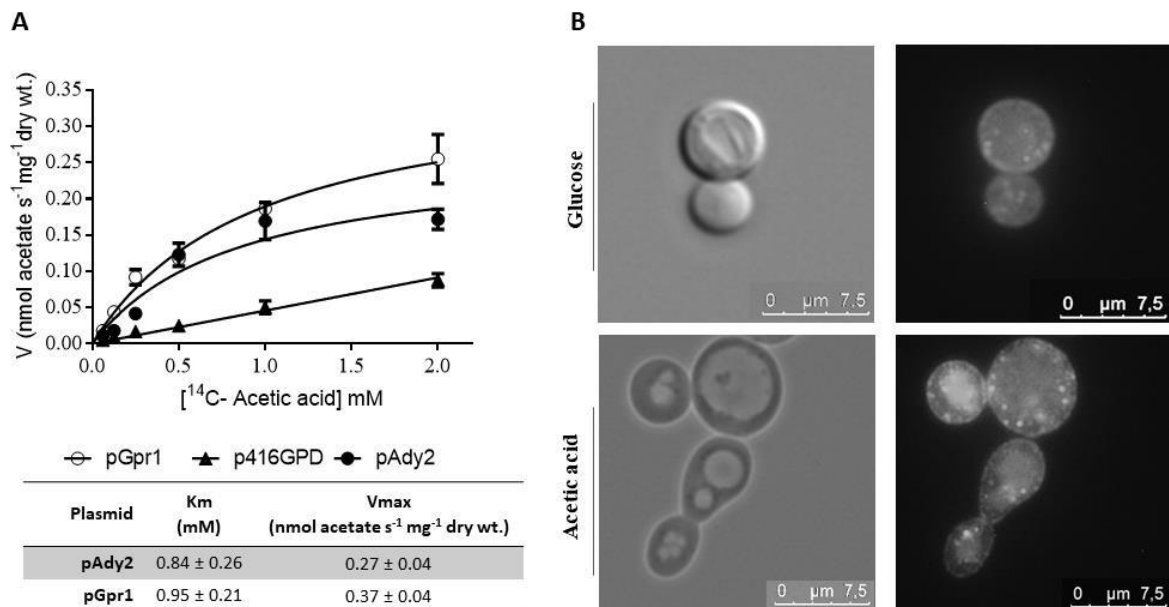 A
V (nmol acetate s⁻¹mg⁻¹dry wt.)
0.35
0.30
0.25
0.20
0.15
0.10
0.05
0.00
0.0 0.5 1.0 1.5 2.0
[¹⁴C- Acetic acid] mM
pGpr1 p416GPD pAdy2
Plasmid Km (mM) Vmax (nmol acetate s⁻¹ mg⁻¹ dry wt.)
pAdy2 0.84 ± 0.26 0.27 ± 0.04
pGpr1 0.95 ± 0.21 0.37 ± 0.04
B
Glucose
0 µm 7.5
0 µm 7.5
Acetic acid
0 µm 7,5
0 µm 7,5